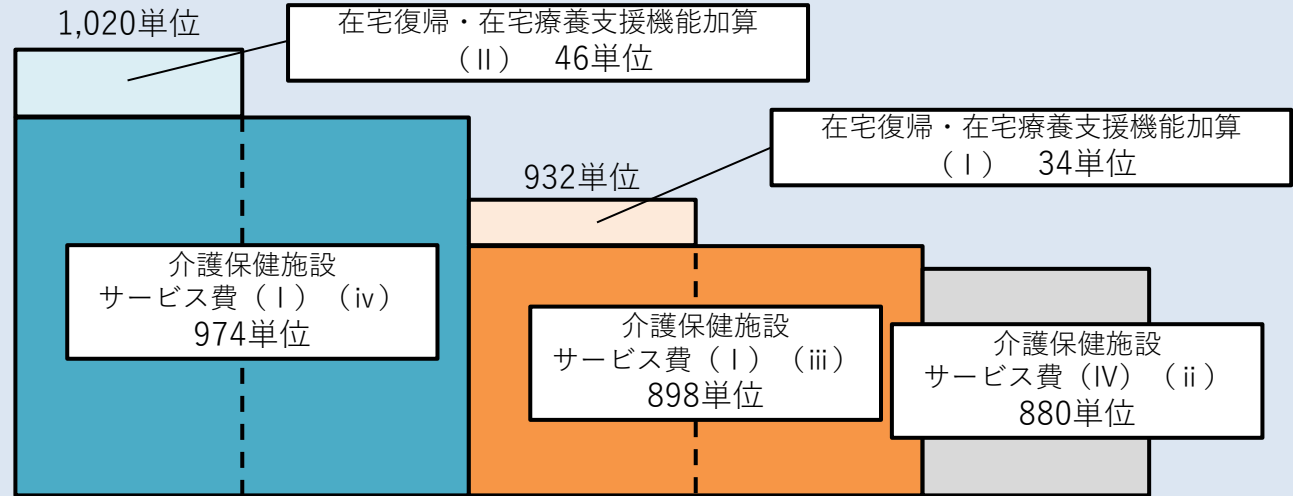 1,020単位
在宅復帰・在宅療養支援機能加算
（Ⅱ）　46単位
在宅復帰・在宅療養支援機能加算
（Ⅰ）　34単位
932単位
介護保健施設
サービス費（Ⅰ）（ⅳ）
974単位
介護保健施設
サービス費（Ⅰ）（ⅲ）
898単位
介護保健施設
サービス費（Ⅳ）（ⅱ）
880単位